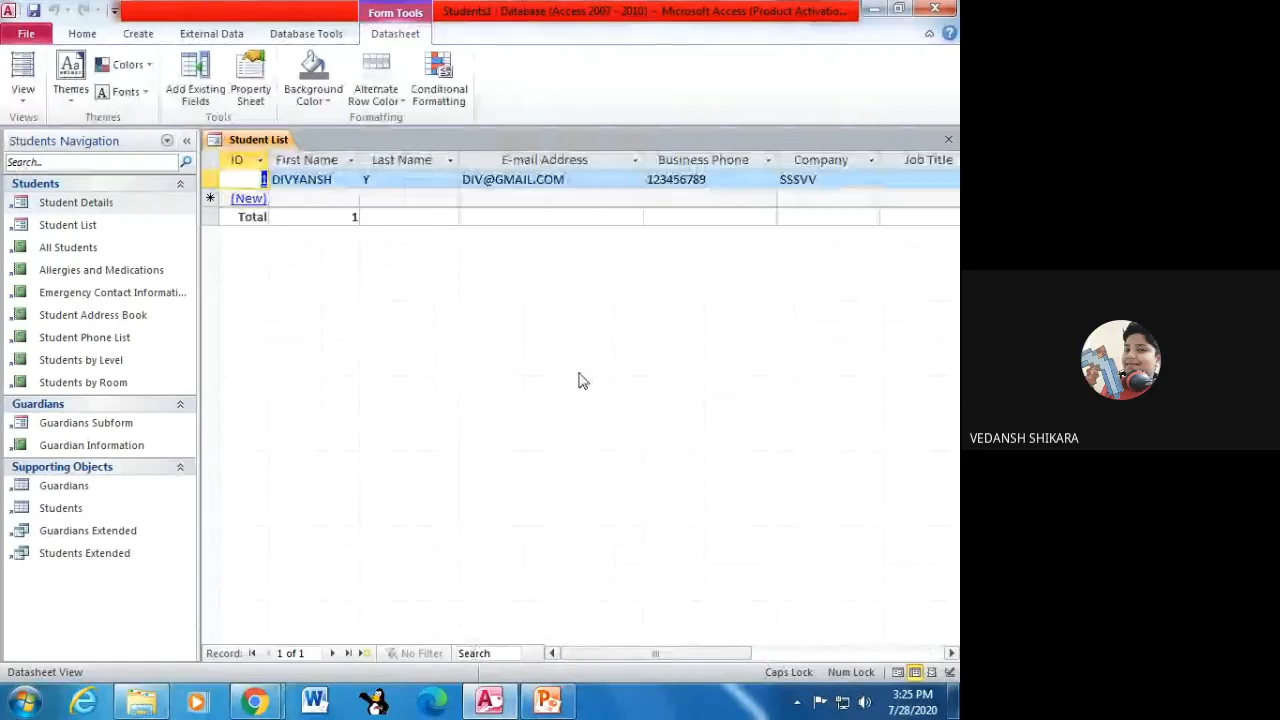 Form Tools
Students1 : Database (Access 2007 - 2010) - Microsoft Access (Product Activatio...
File Home Create External Data Database Tools Datasheet
View
Views
Aa
Themes
Colors
A Fonts
Themes
Add Existing Fields
Property Sheet
Tools
Background Color
Alternate Row Color
Conditional Formatting
Formatting
Students Navigation
Search...
Students
Student Details
Student List
All Students
Allergies and Medications
Emergency Contact Informati...
Student Address Book
Student Phone List
Students by Level
Students by Room
Guardians
Guardians Subform
Guardian Information
Supporting Objects
Guardians
Students
Guardians Extended
Students Extended
Student List
ID First Name Last Name E-mail Address Business Phone Company Job Title
1 DIVYANSH Y DIV@GMAIL.COM 123456789 SSSVV
(New)
Total 1
Record: 1 of 1 No Filter Search
Datasheet View Caps Lock Num Lock
3:25 PM
7/28/2020
VEDANSH SHIKARA